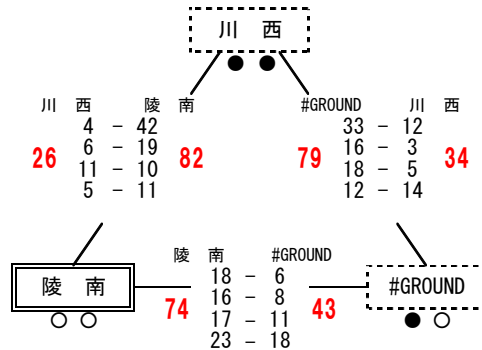 川 西
● ●
川 西 陵 南
4 - 42
6 - 19
11 - 10
5 - 11
26 82
#GROUND 川 西
33 - 12
16 - 3
18 - 5
12 - 14
79 34
陵 南 #GROUND
18 - 6
16 - 8
17 - 11
23 - 18
74 43
陵 南
○ ○
#GROUND
● ○